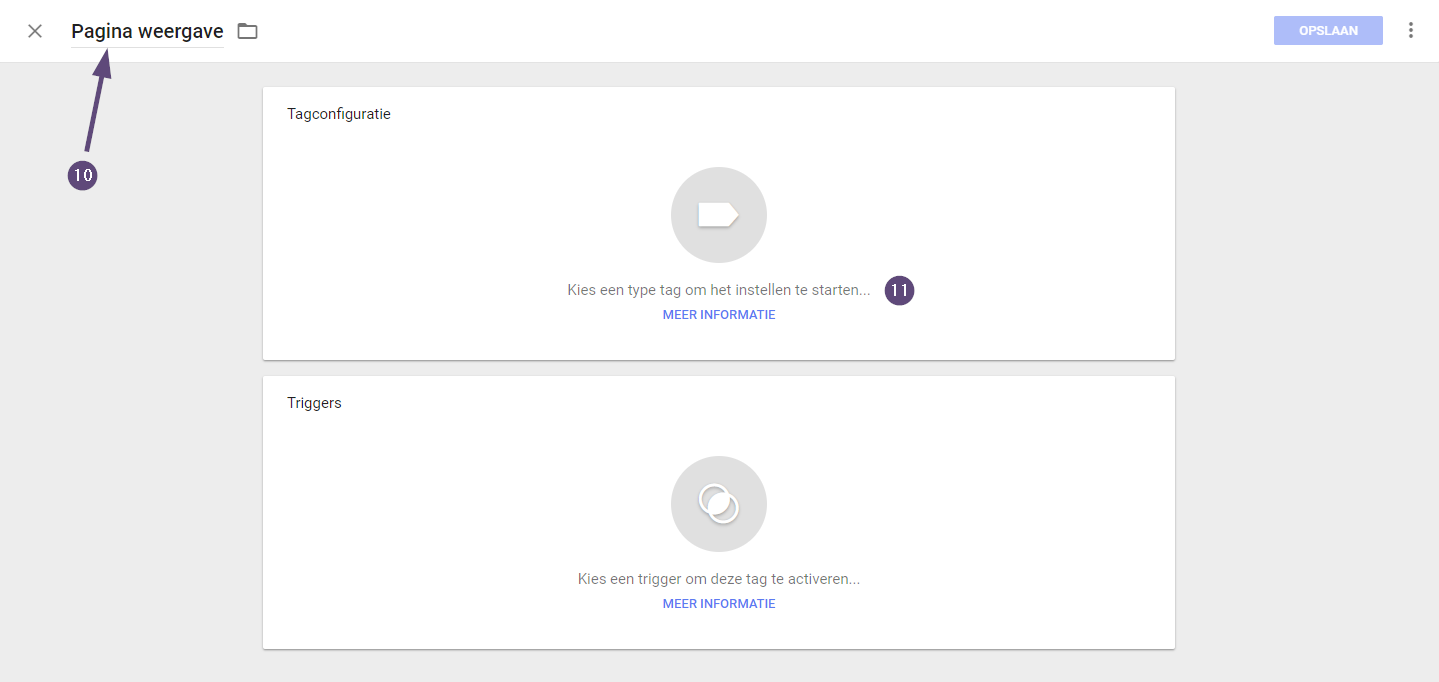 Pagina weergave
OPSLAAN
10
Tagconfiguratie
Kies een type tag om het instellen te starten... 11
MEER INFORMATIE
Triggers
Kies een trigger om deze tag te activeren...
MEER INFORMATIE